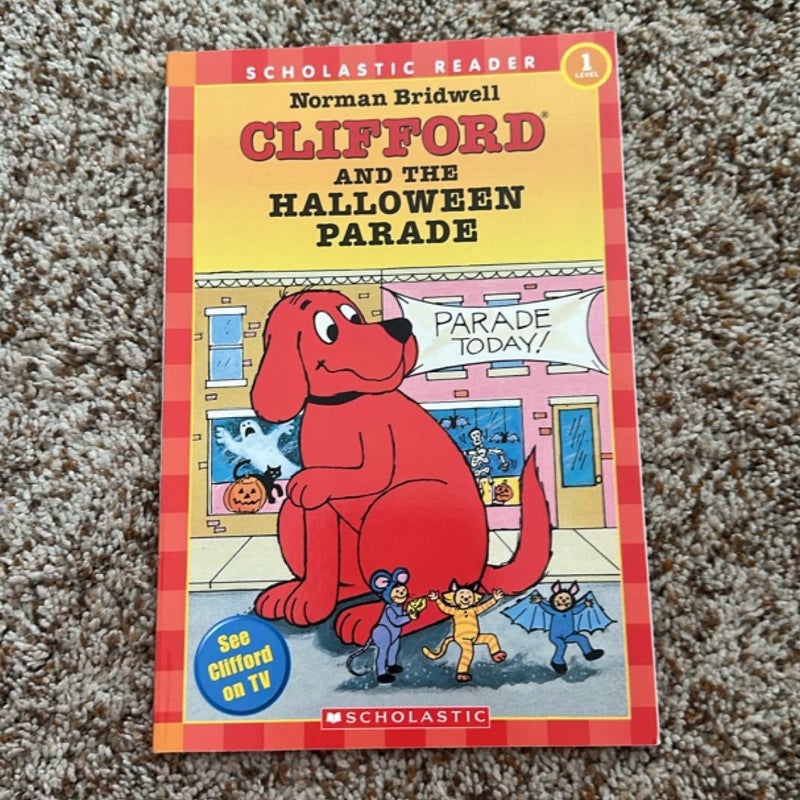 SCHOLASTIC READER
1
LEVEL
Norman Bridwell
CLIFFORD®
AND THE
HALLOWEEN
PARADE
PARADE
TODAY!
See
Clifford
on TV
SCHOLASTIC